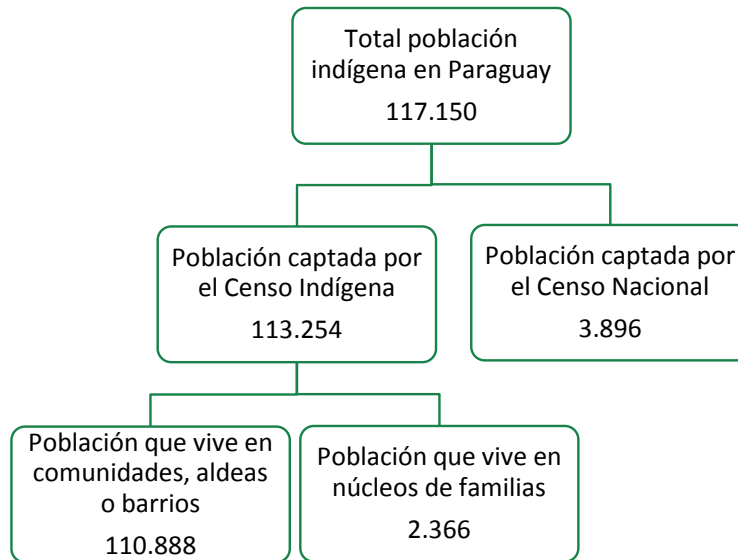 Total población
indígena en Paraguay
117.150
Población captada por
el Censo Indígena
113.254
Población captada por
el Censo Nacional
3.896
Población que vive en
comunidades, aldeas
o barrios
110.888
Población que vive en
núcleos de familias
2.366